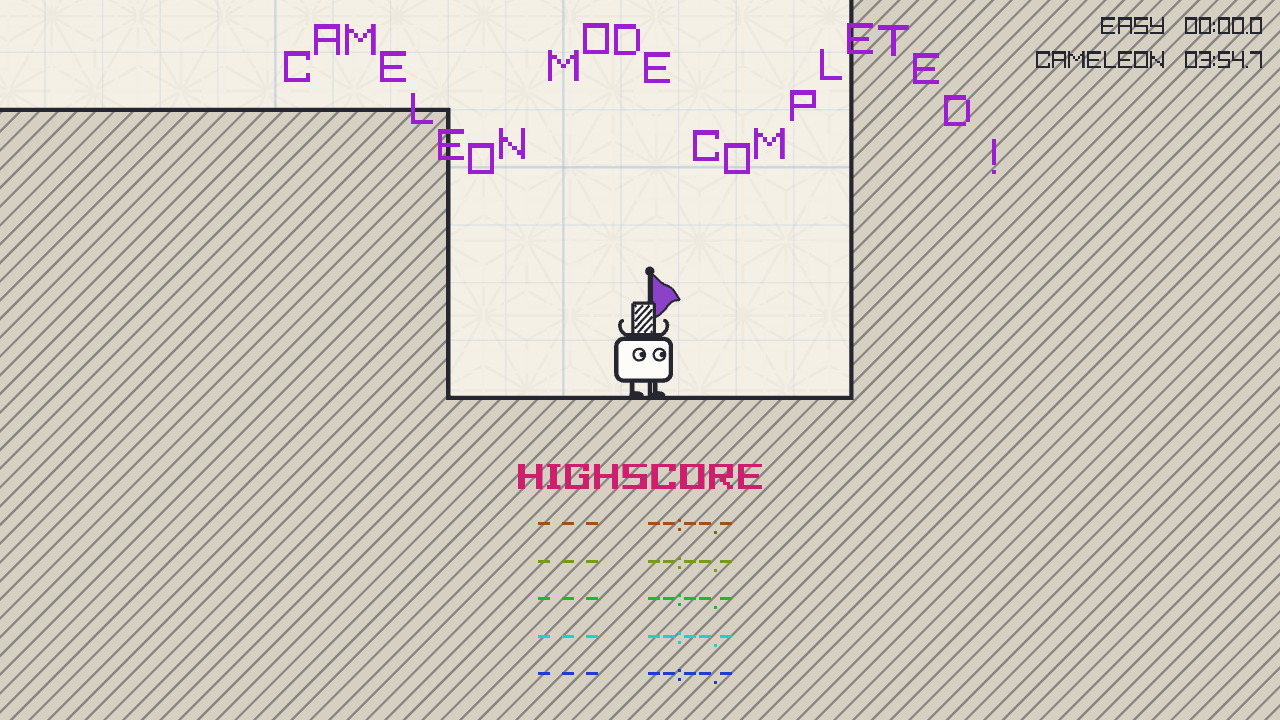 CAMELEON MODE COMPLETED!
EASY 00:00.0
CAMELEON 03:54.7
HIGHSCORE
--- --:--.-
--- --:--.-
--- --:--.-
--- --:--.-
--- --:--.-